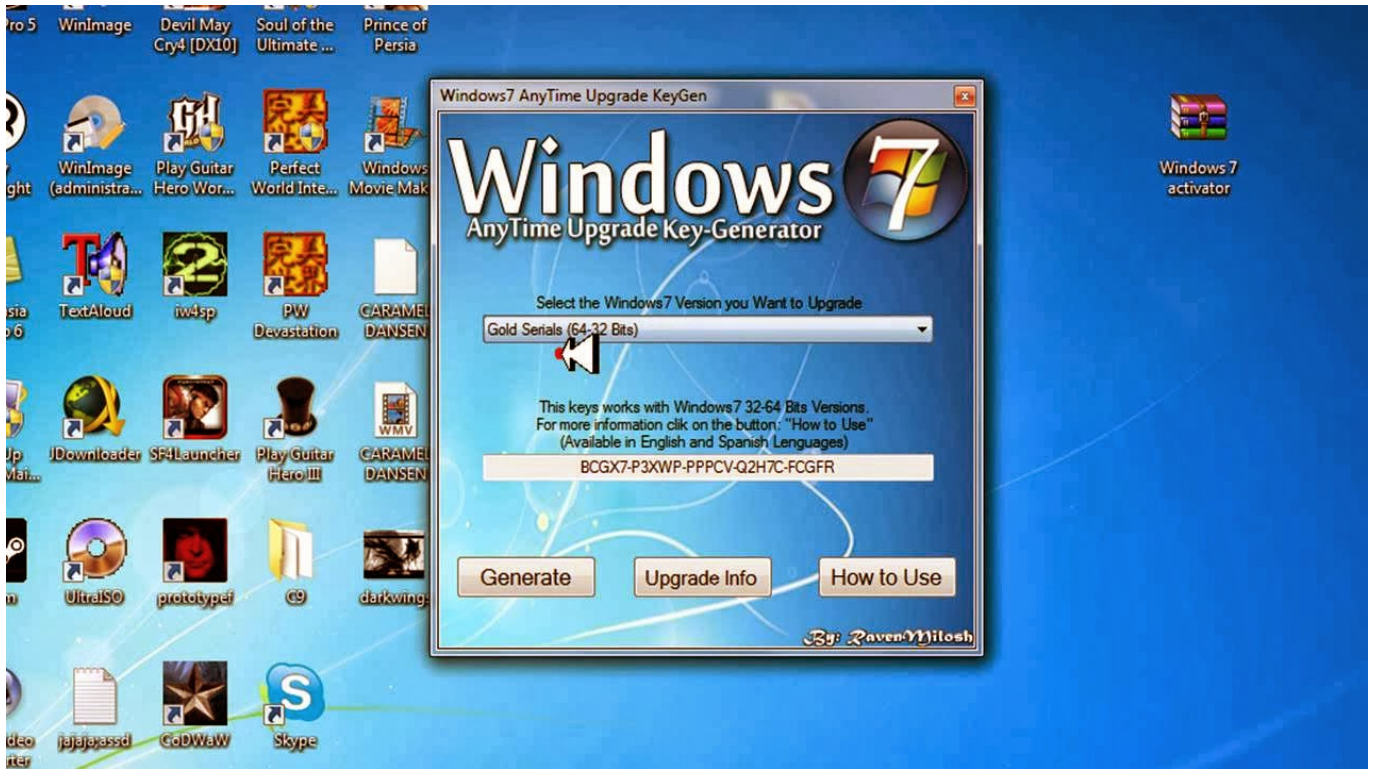 Pro 5
WinImage
Devil May
Cry4 [DX10]
Soul of the
Ultimate ...
Prince of
Persia
WinImage
(administra...
Play Guitar
Hero Wor...
Perfect
World Inte...
Windows
Movie Mak
TextAloud
iw4sp
PW
Devastation
CARAMEL
DANSEN
JDownloader
SF4Launcher
Play Guitar
Hero III
WMV
CARAMEL
DANSEN
UltraISO
prototypef
C9
darkwing
jajaja;assd
CoDWaW
Skype
Windows7 AnyTime Upgrade KeyGen
Windows 7
AnyTime Upgrade Key-Generator
Select the Windows7 Version you Want to Upgrade
Gold Serials (64-32 Bits)
This keys works with Windows7 32-64 Bits Versions.
For more information clik on the button: "How to Use"
(Available in English and Spanish Lenguages)
BCGX7-P3XWP-PPPCV-Q2H7C-FCGFR
Generate
Upgrade Info
How to Use
By: RavenMilosh
Windows 7
activator